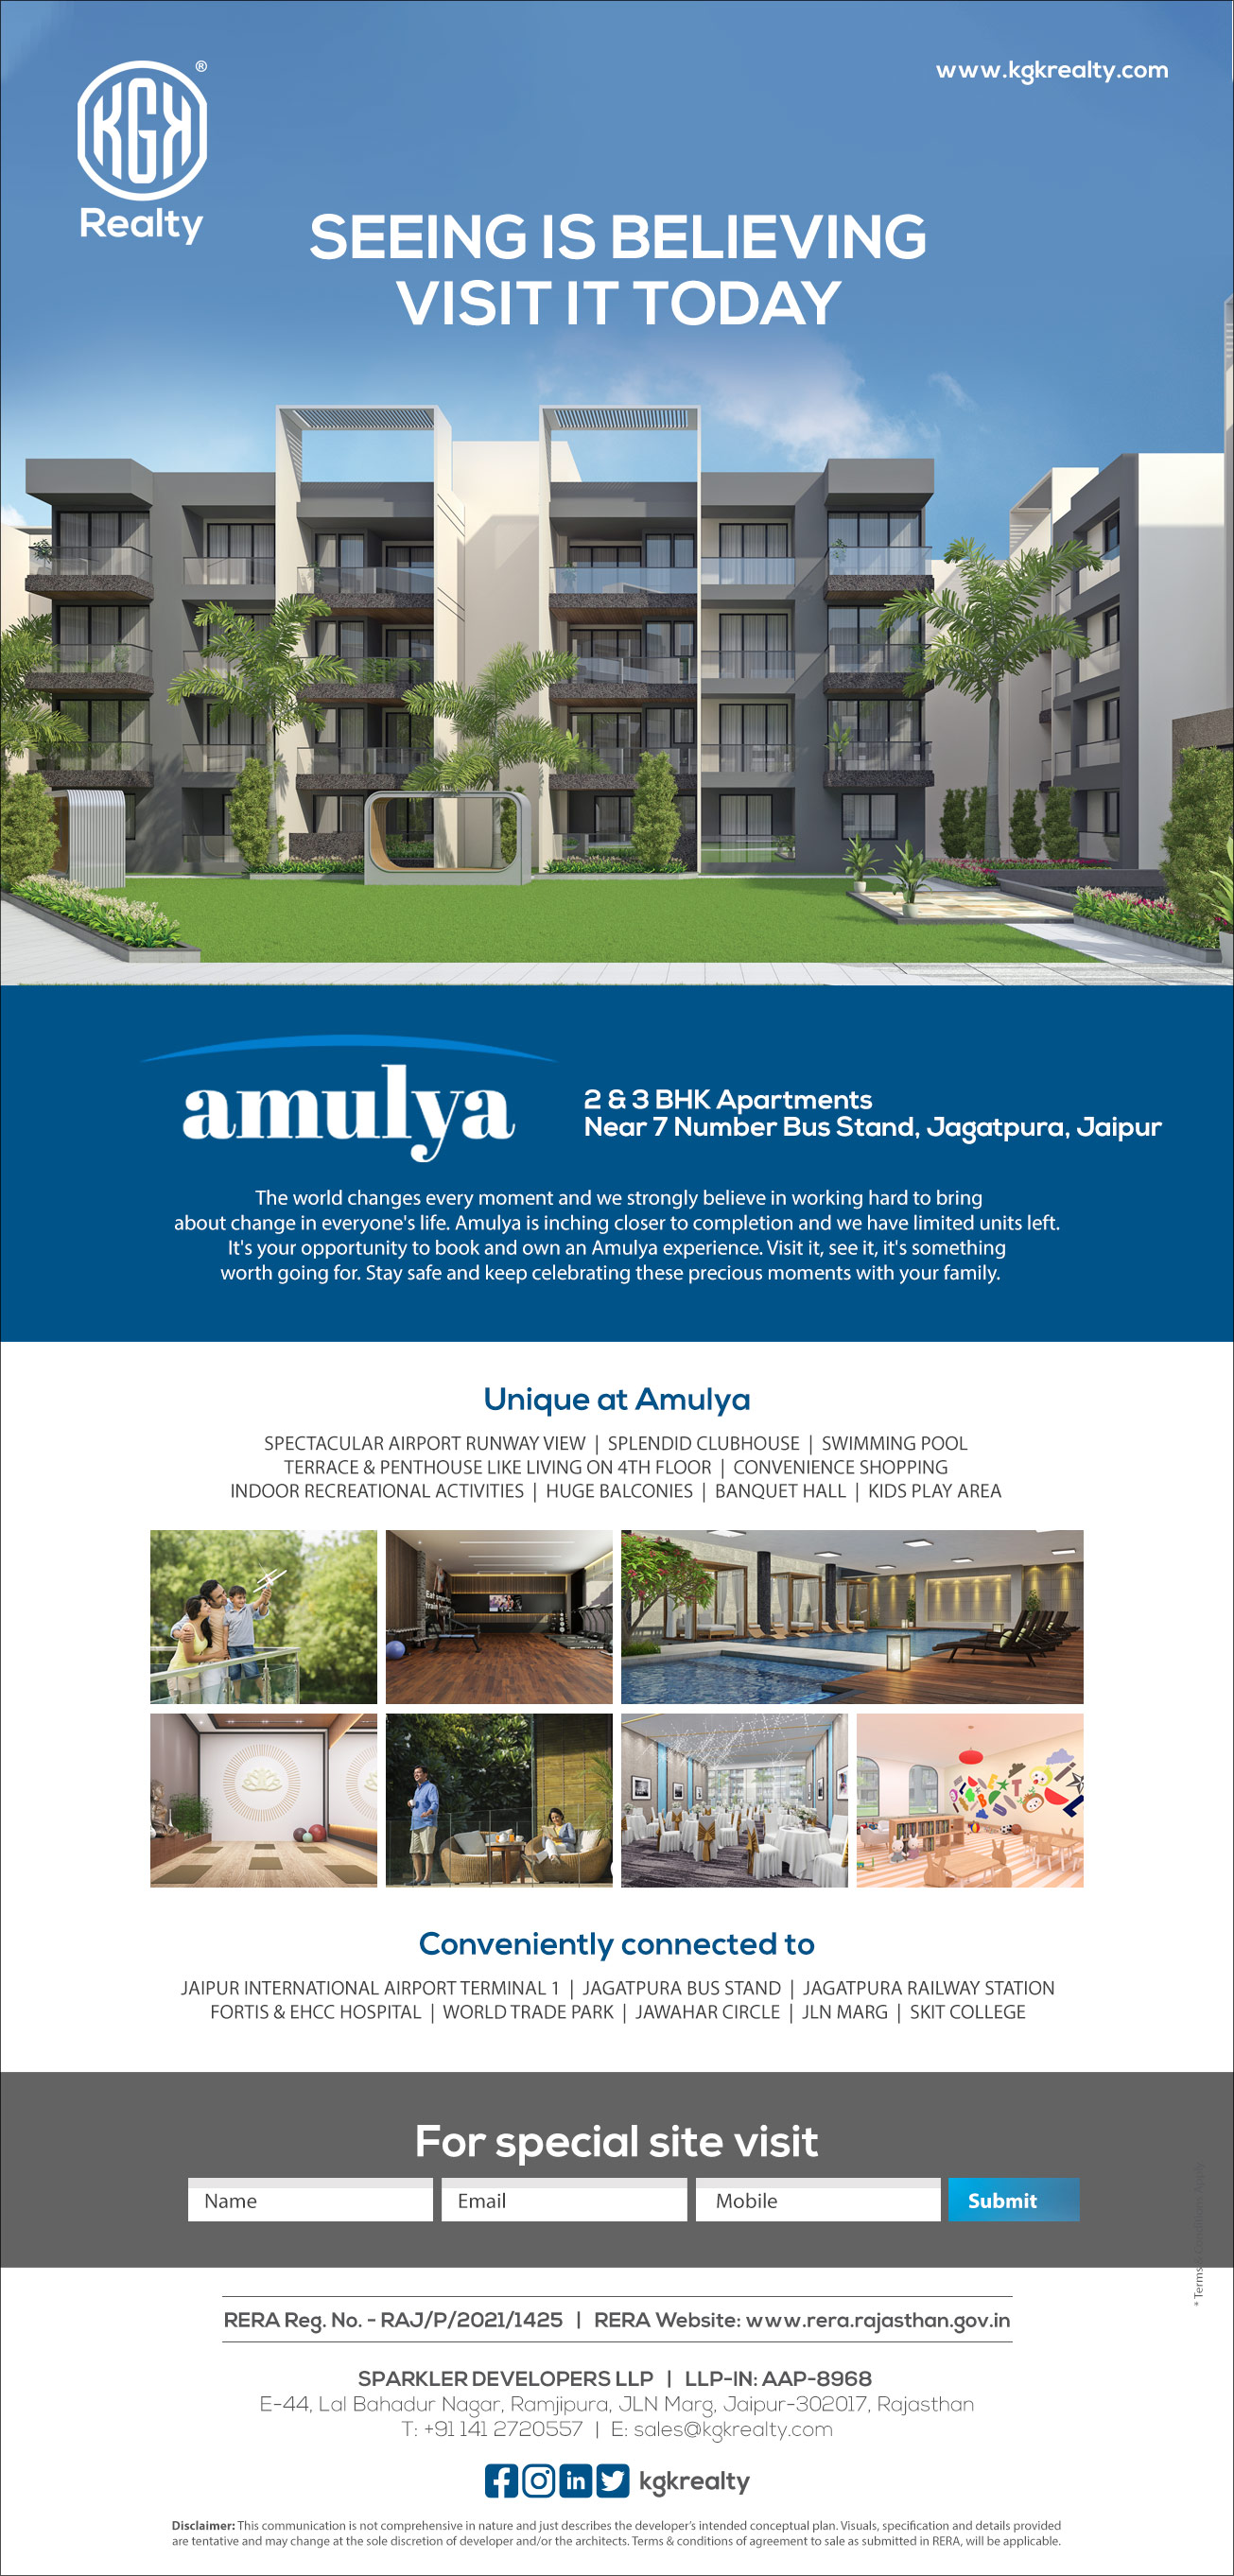 KGK
®
Realty
www.kgkrealty.com
SEEING IS BELIEVING
VISIT IT TODAY
amulya
2 & 3 BHK Apartments
Near 7 Number Bus Stand, Jagatpura, Jaipur
The world changes every moment and we strongly believe in working hard to bring
about change in everyone's life. Amulya is inching closer to completion and we have limited units left.
It's your opportunity to book and own an Amulya experience. Visit it, see it, it's something
worth going for. Stay safe and keep celebrating these precious moments with your family.
Unique at Amulya
SPECTACULAR AIRPORT RUNWAY VIEW | SPLENDID CLUBHOUSE | SWIMMING POOL
TERRACE & PENTHOUSE LIKE LIVING ON 4TH FLOOR | CONVENIENCE SHOPPING
INDOOR RECREATIONAL ACTIVITIES | HUGE BALCONIES | BANQUET HALL | KIDS PLAY AREA
Conveniently connected to
JAIPUR INTERNATIONAL AIRPORT TERMINAL 1 | JAGATPURA BUS STAND | JAGATPURA RAILWAY STATION
FORTIS & EHCC HOSPITAL | WORLD TRADE PARK | JAWAHAR CIRCLE | JLN MARG | SKIT COLLEGE
For special site visit
Name
Email
Mobile
Submit
* Terms & Conditions Apply
RERA Reg. No. - RAJ/P/2021/1425 | RERA Website: www.rera.rajasthan.gov.in
SPARKLER DEVELOPERS LLP | LLP-IN: AAP-8968
E-44, Lal Bahadur Nagar, Ramjipura, JLN Marg, Jaipur-302017, Rajasthan
T: +91 141 2720557 | E: sales@kgkrealty.com
kgkrealty
Disclaimer: This communication is not comprehensive in nature and just describes the developer's intended conceptual plan. Visuals, specification and details provided
are tentative and may change at the sole discretion of developer and/or the architects. Terms & conditions of agreement to sale as submitted in RERA, will be applicable.